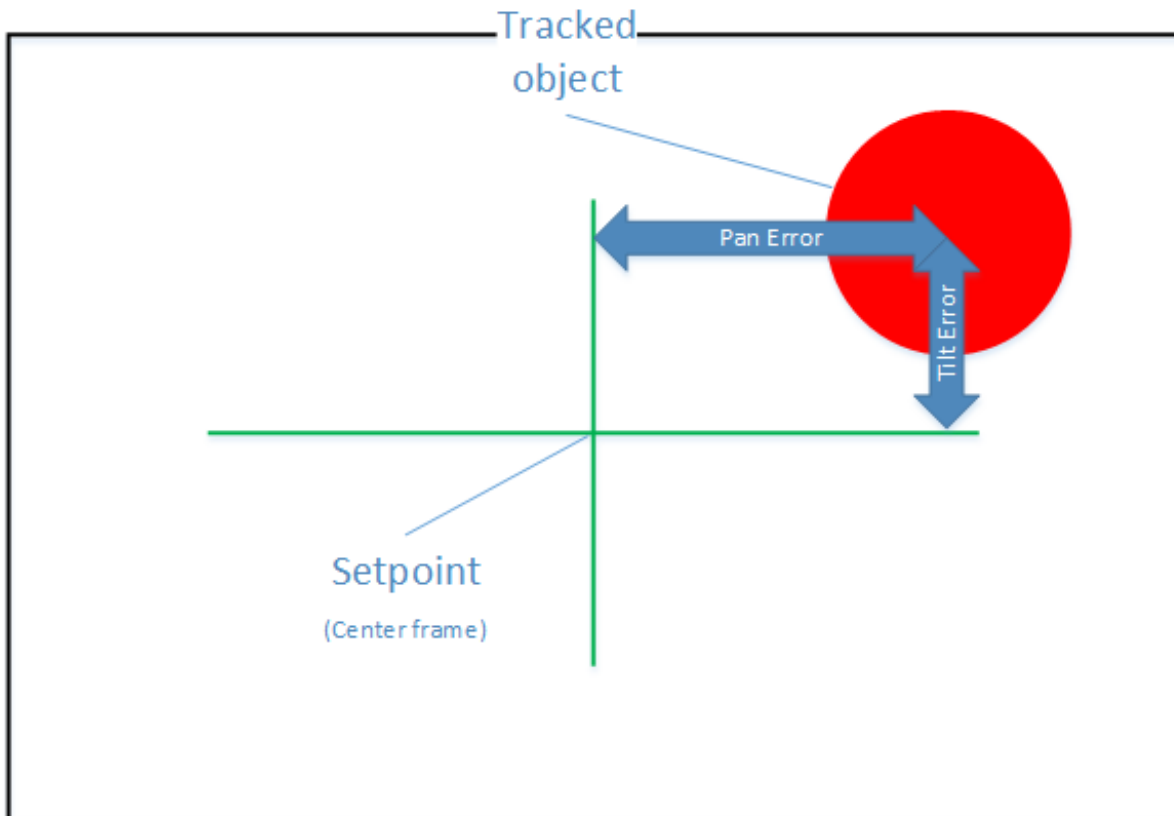 Tracked
object
Pan Error
Tilt Error
Setpoint
(Center frame)